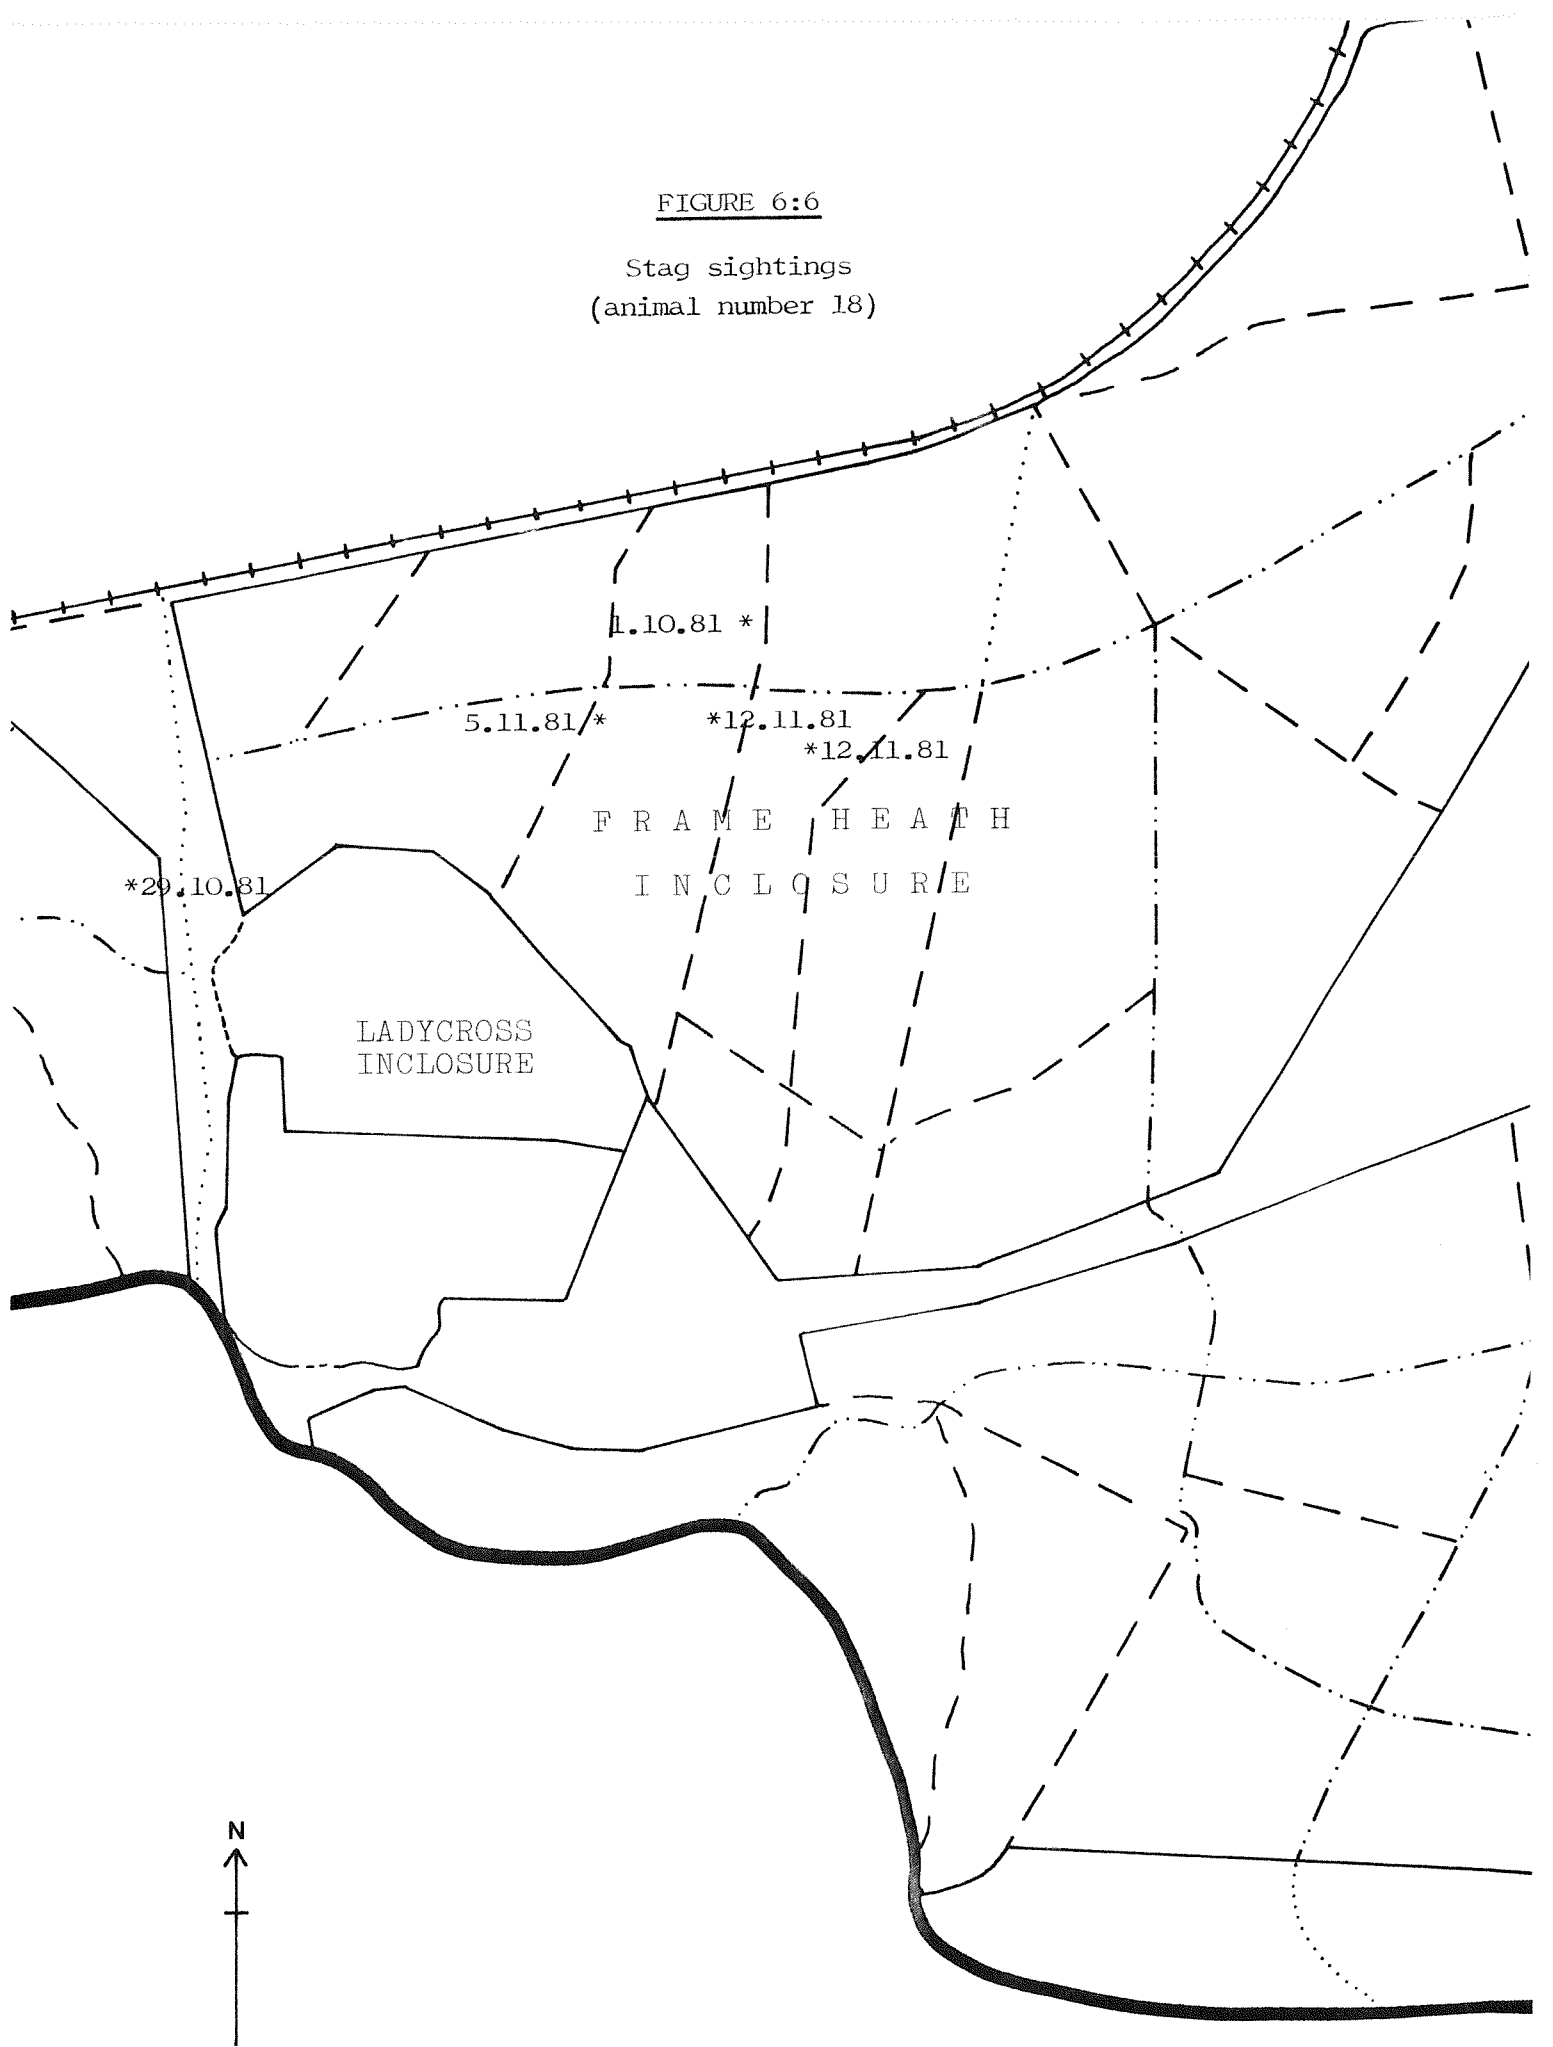 FIGURE 6:6
Stag sightings
(animal number 18)
1.10.81 *
5.11.81 *
*12.11.81
*12.11.81
FRAME HEATH
INCLOSURE
*29.10.81
LADYCROSS
INCLOSURE
N